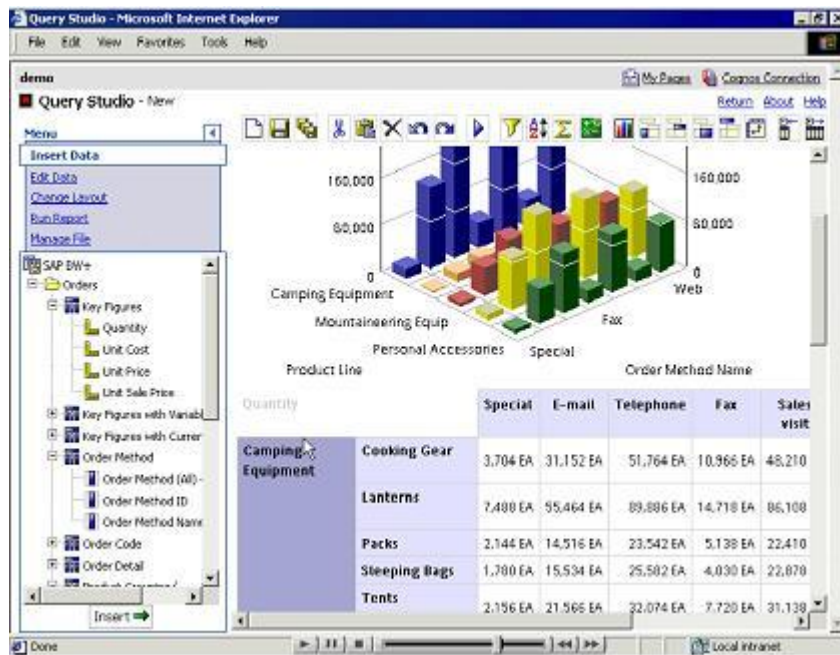 Query Studio - Microsoft Internet Explorer
File Edit View Favorites Tools Help
demo
My Pages Cognos Connection
Query Studio - New
Return About Help
Menu
Insert Data
Edit Data
Change Layout
Run Report
Manage File
SAP BW+
Orders
Key Figures
Quantity
Unit Cost
Unit Price
Unit Sale Price
Key Figures with Variabl
Key Figures with Curren
Order Method
Order Method (All) -
Order Method ID
Order Method Name
Order Code
Order Detail
Insert
160,000
160,000
80,000
80,000
0
0
Camping Equipment
Web
Mountaineering Equip
Fax
Personal Accessories
Special
Product Line
Order Method Name
Quantity
Special E-mail Telephone Fax Sales visit
Camping Equipment
Cooking Gear 3,704 EA 31,152 EA 51,764 EA 10,966 EA 48,210
Lanterns 7,480 EA 55,464 EA 89,886 EA 14,718 EA 86,108
Packs 2,144 EA 14,516 EA 23,542 EA 5,138 EA 22,410
Sleeping Bags 1,780 EA 15,534 EA 25,582 EA 4,030 EA 22,878
Tents 2,156 EA 21,566 EA 32,074 EA 7,720 EA 31,138
Done
Local intranet